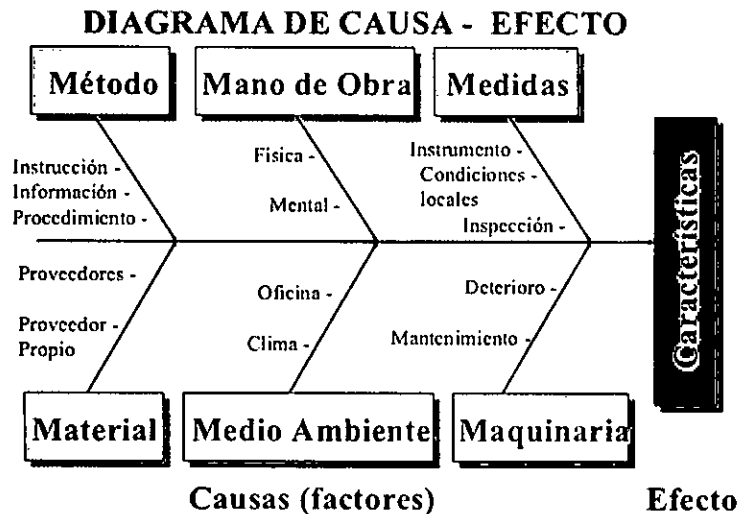 DIAGRAMA DE CAUSA - EFECTO
Método
Mano de Obra
Medidas
Instrucción -
Información -
Procedimiento -
Física -
Mental -
Instrumento -
Condiciones -
locales
Inspección -
Características
Proveedores -
Proveedor -
Propio
Oficina -
Clima -
Deterioro -
Mantenimiento -
Material
Medio Ambiente
Maquinaria
Causas (factores)
Efecto